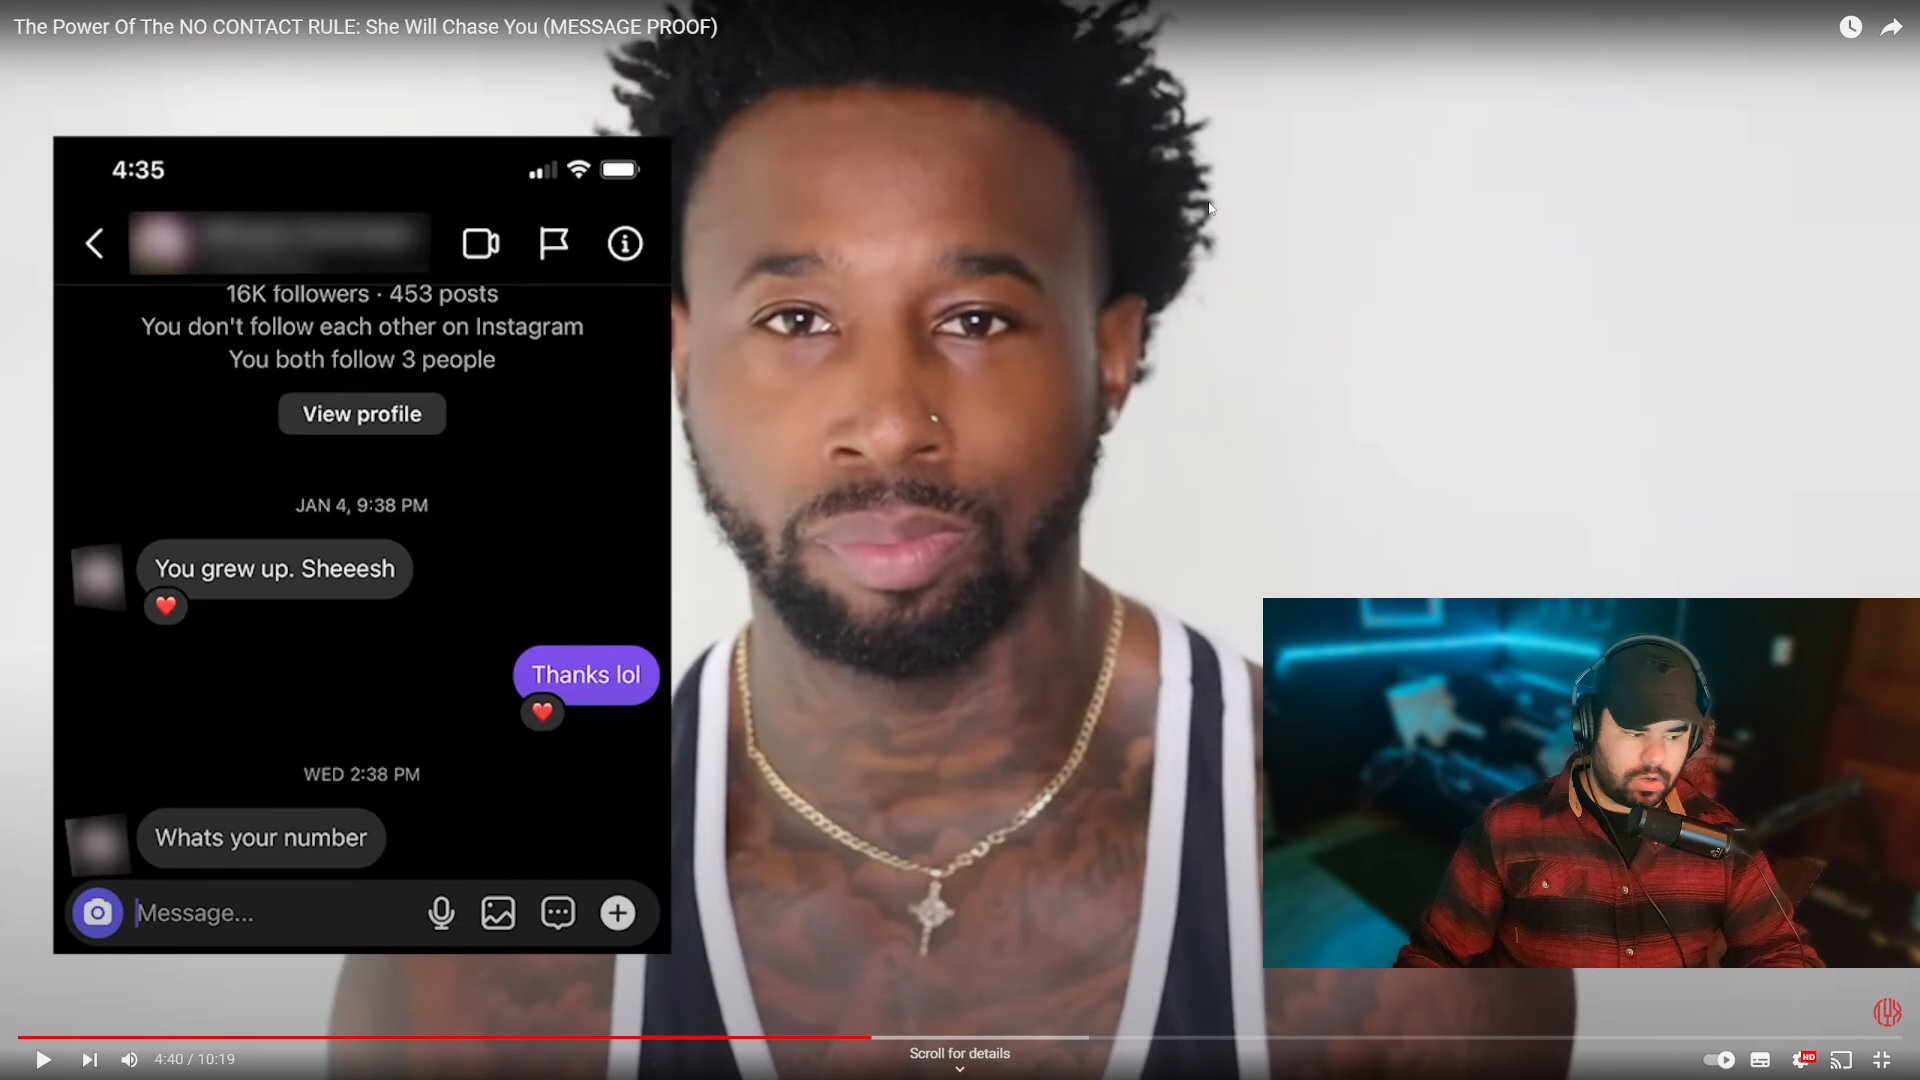 The Power Of The NO CONTACT RULE: She Will Chase You (MESSAGE PROOF)
4:35
16K followers · 453 posts
You don't follow each other on Instagram
You both follow 3 people
View profile
JAN 4, 9:38 PM
You grew up. Sheeesh
Thanks lol
WED 2:38 PM
Whats your number
Message...
4:40 / 10:19
Scroll for details
HD